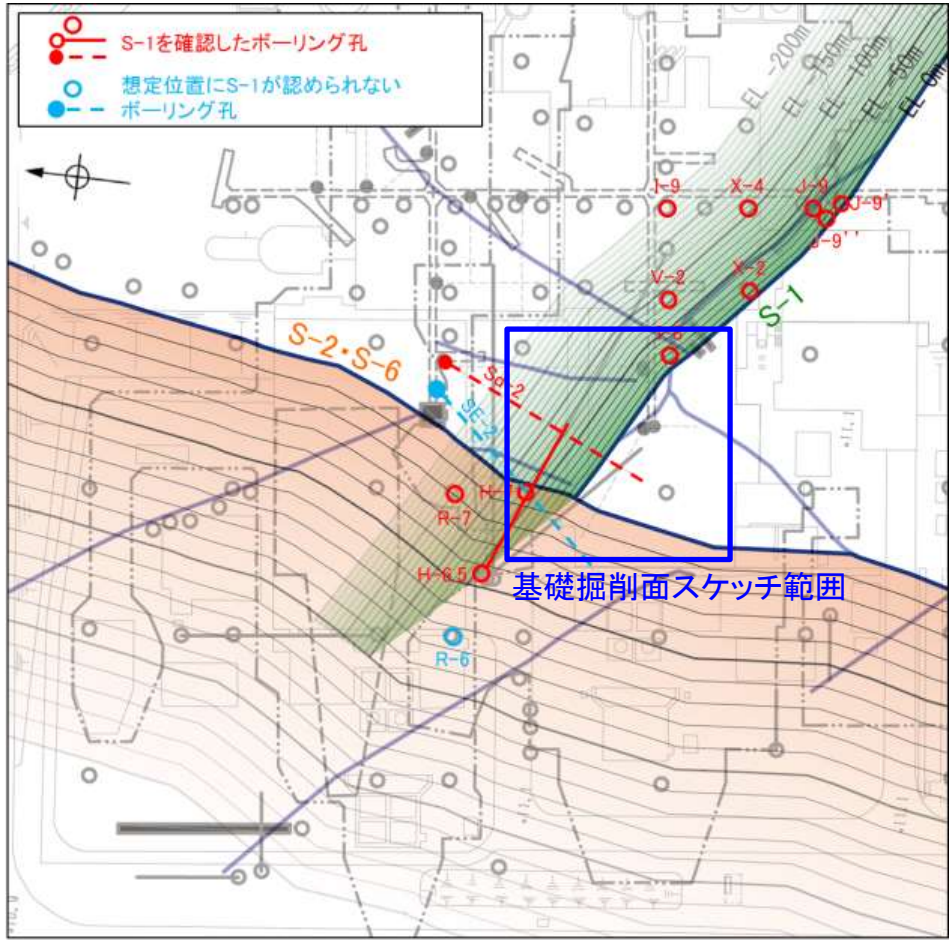 S-1を確認したボーリング孔
想定位置にS-1が認められない
ボーリング孔
EL -200m
EL -150m
EL -100m
EL -50m
EL 0m
I-9
X-4
J-9
J-9'
J-9''
V-2
X-2
S-1
S-2・S-6
SE-2
R-7
H-6.5
基礎掘削面スケッチ範囲
R-6